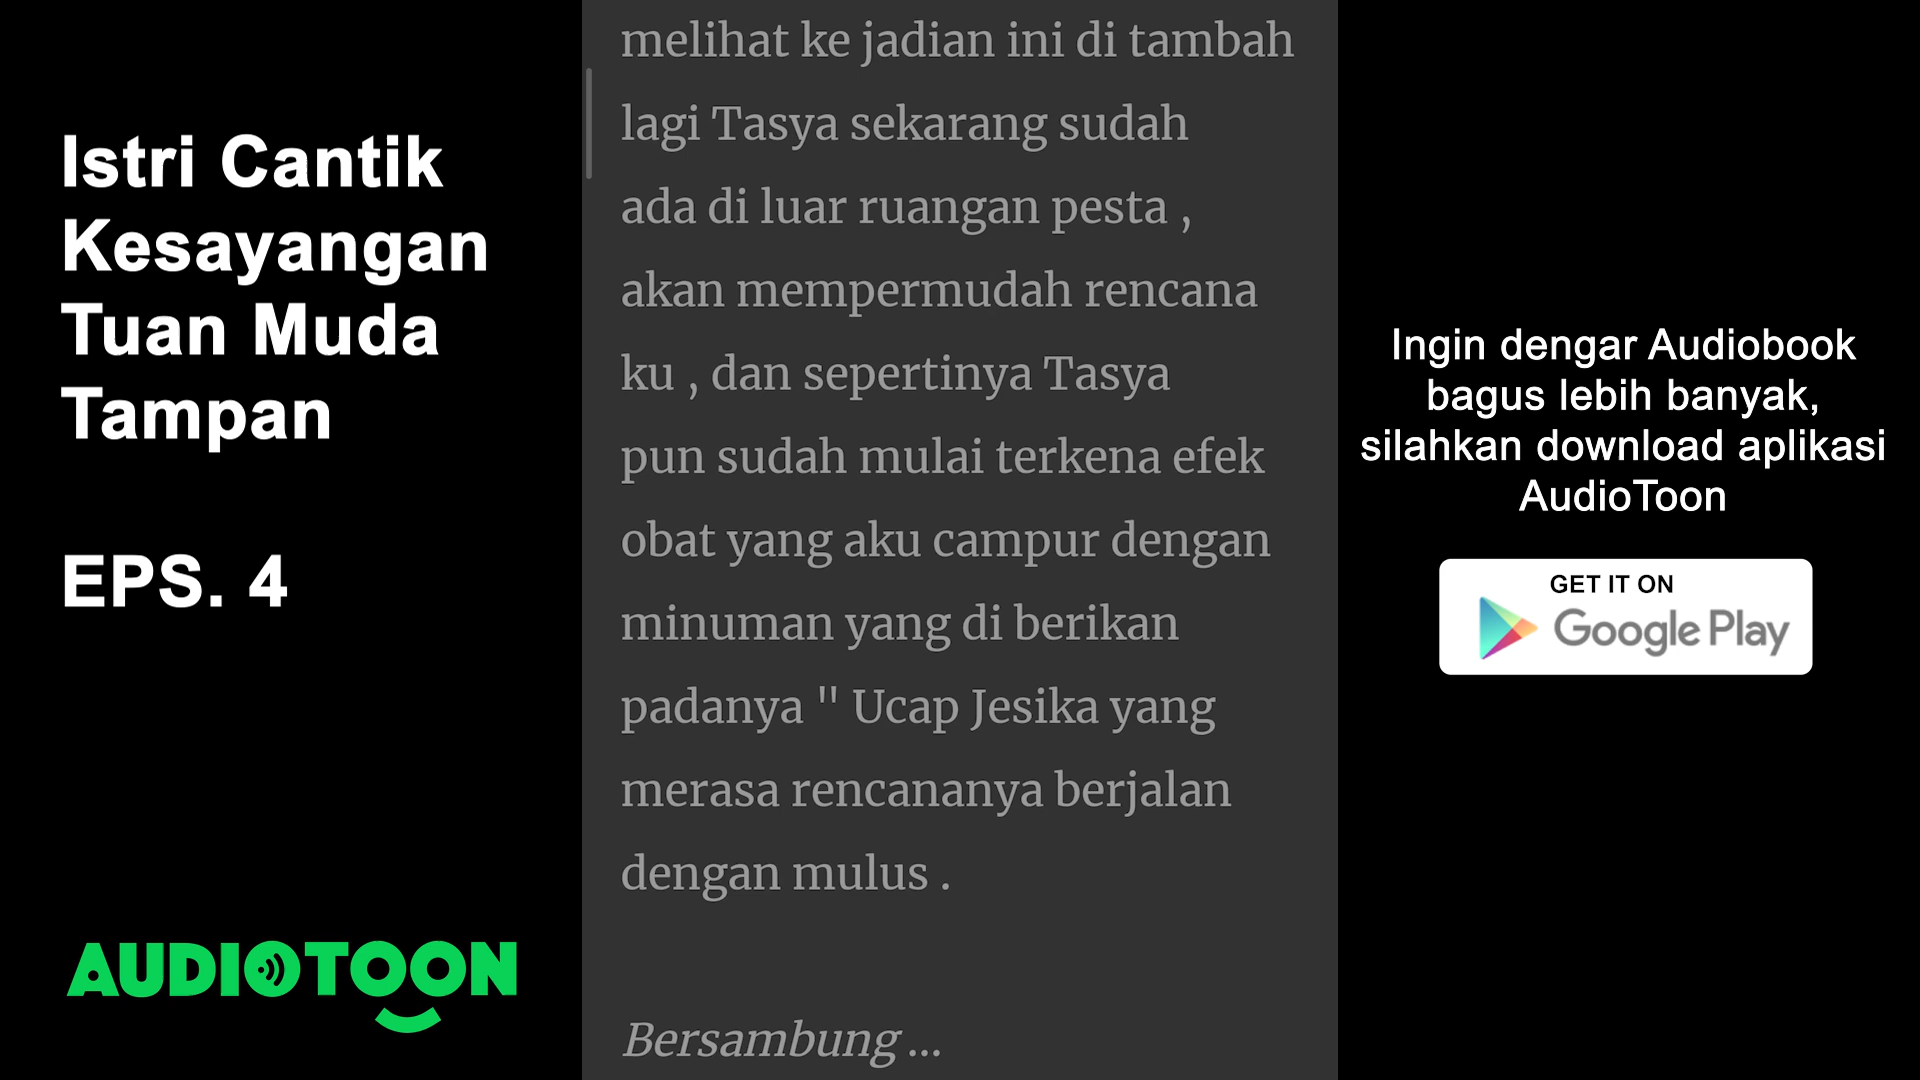 Istri Cantik
Kesayangan
Tuan Muda
Tampan
EPS. 4
AUDIOTOON
melihat ke jadian ini di tambah
lagi Tasya sekarang sudah
ada di luar ruangan pesta ,
akan mempermudah rencana
ku , dan sepertinya Tasya
pun sudah mulai terkena efek
obat yang aku campur dengan
minuman yang di berikan
padanya " Ucap Jesika yang
merasa rencananya berjalan
dengan mulus .
Bersambung ...
Ingin dengar Audiobook
bagus lebih banyak,
silahkan download aplikasi
AudioToon
GET IT ON
Google Play